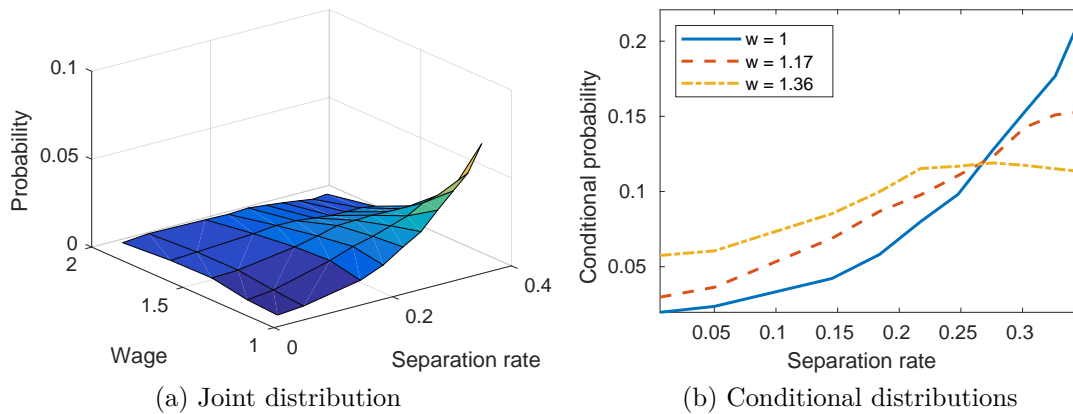 0.1
0.05
0
Probability
2
1.5
1
Wage
0
0.2
0.4
Separation rate
(a) Joint distribution
w = 1
w = 1.17
w = 1.36
0.2
0.15
0.1
0.05
Conditional probability
0.05 0.1 0.15 0.2 0.25 0.3
Separation rate
(b) Conditional distributions